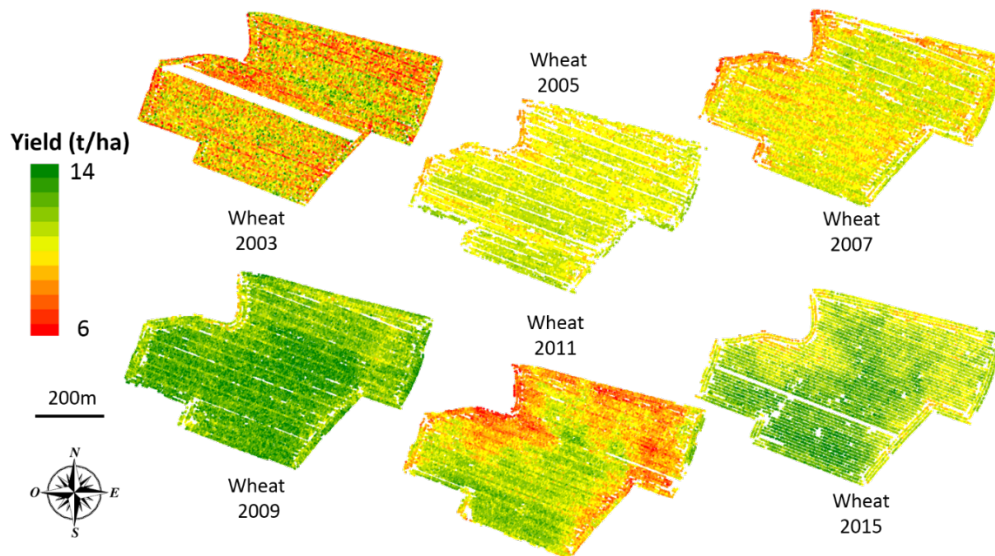 Wheat
2005
Yield (t/ha)
14
6
Wheat
2003
Wheat
2007
Wheat
2011
200m
N
O
E
S
Wheat
2009
Wheat
2015